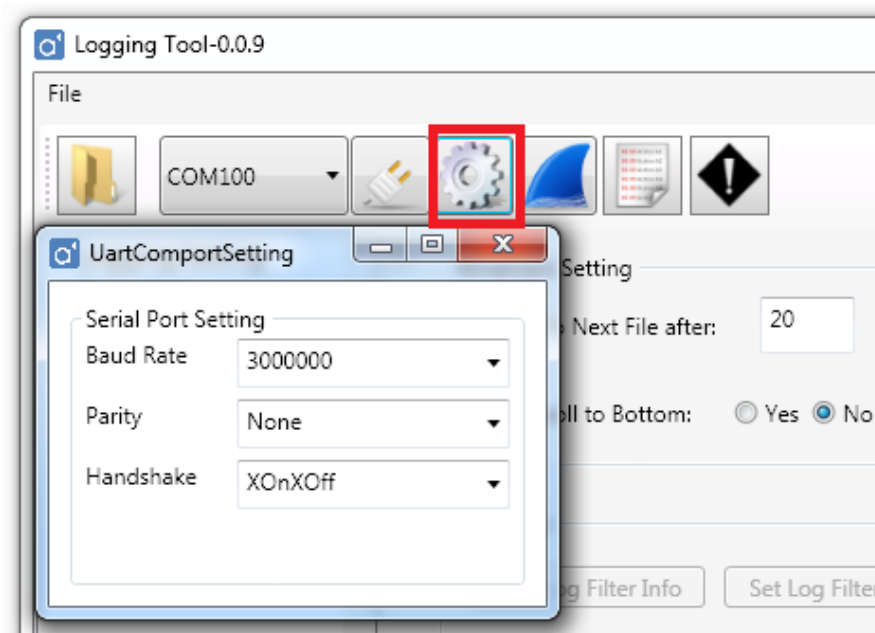 Logging Tool-0.0.9
File
COM100
UartComportSetting
Setting
Serial Port Setting
Next File after: 20
Baud Rate 3000000
Parity None
ll to Bottom: Yes No
Handshake XOnXOff
g Filter Info Set Log Filter